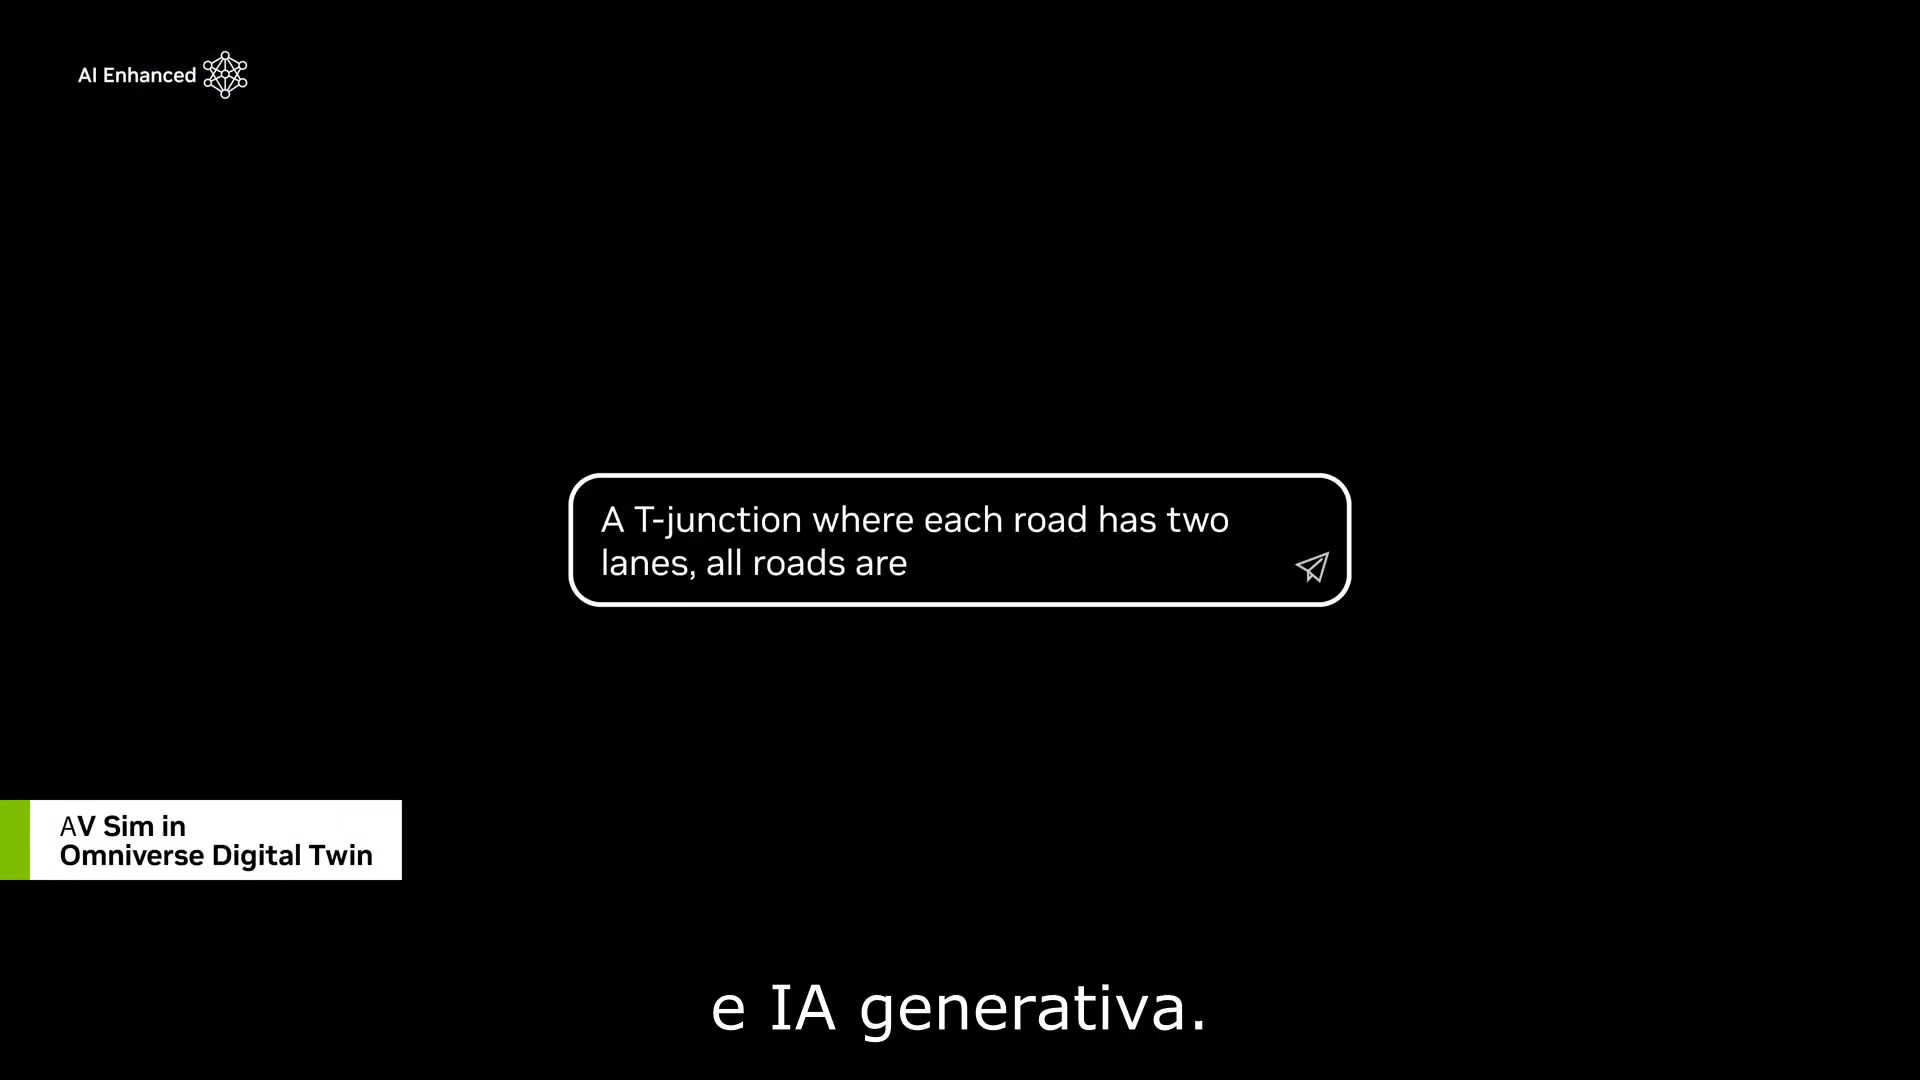 AI Enhanced
A T-junction where each road has two
lanes, all roads are
AV Sim in
Omniverse Digital Twin
e IA generativa.